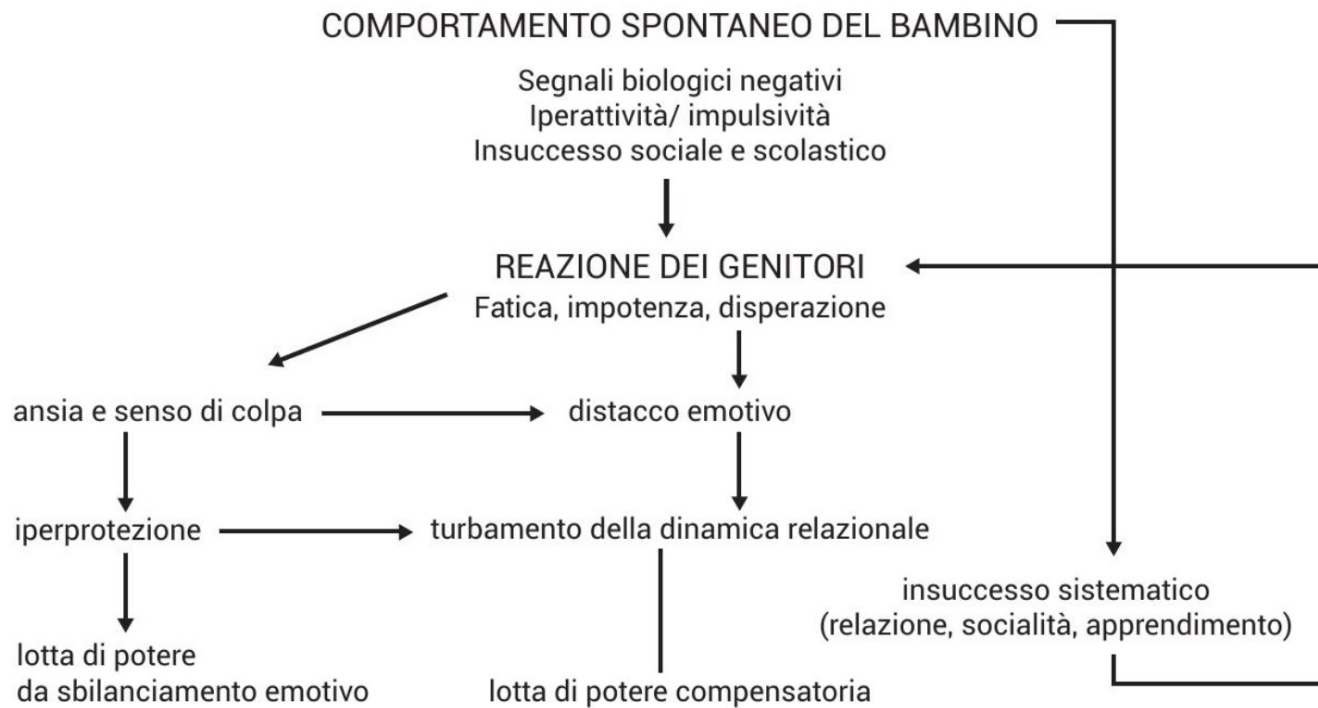 COMPORTAMENTO SPONTANEO DEL BAMBINO
Segnali biologici negativi
Iperattività/ impulsività
Insuccesso sociale e scolastico
REAZIONE DEI GENITORI
Fatica, impotenza, disperazione
ansia e senso di colpa
distacco emotivo
iperprotezione
turbamento della dinamica relazionale
insuccesso sistematico
(relazione, socialità, apprendimento)
lotta di potere
da sbilanciamento emotivo
lotta di potere compensatoria